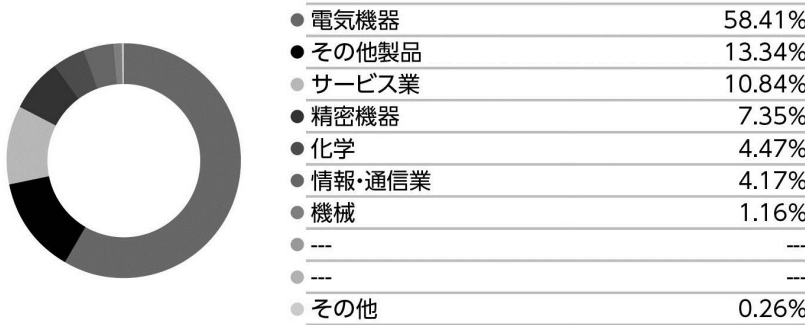 電気機器 58.41%
その他製品 13.34%
サービス業 10.84%
精密機器 7.35%
化学 4.47%
情報・通信業 4.17%
機械 1.16%
--- ---
--- ---
その他 0.26%